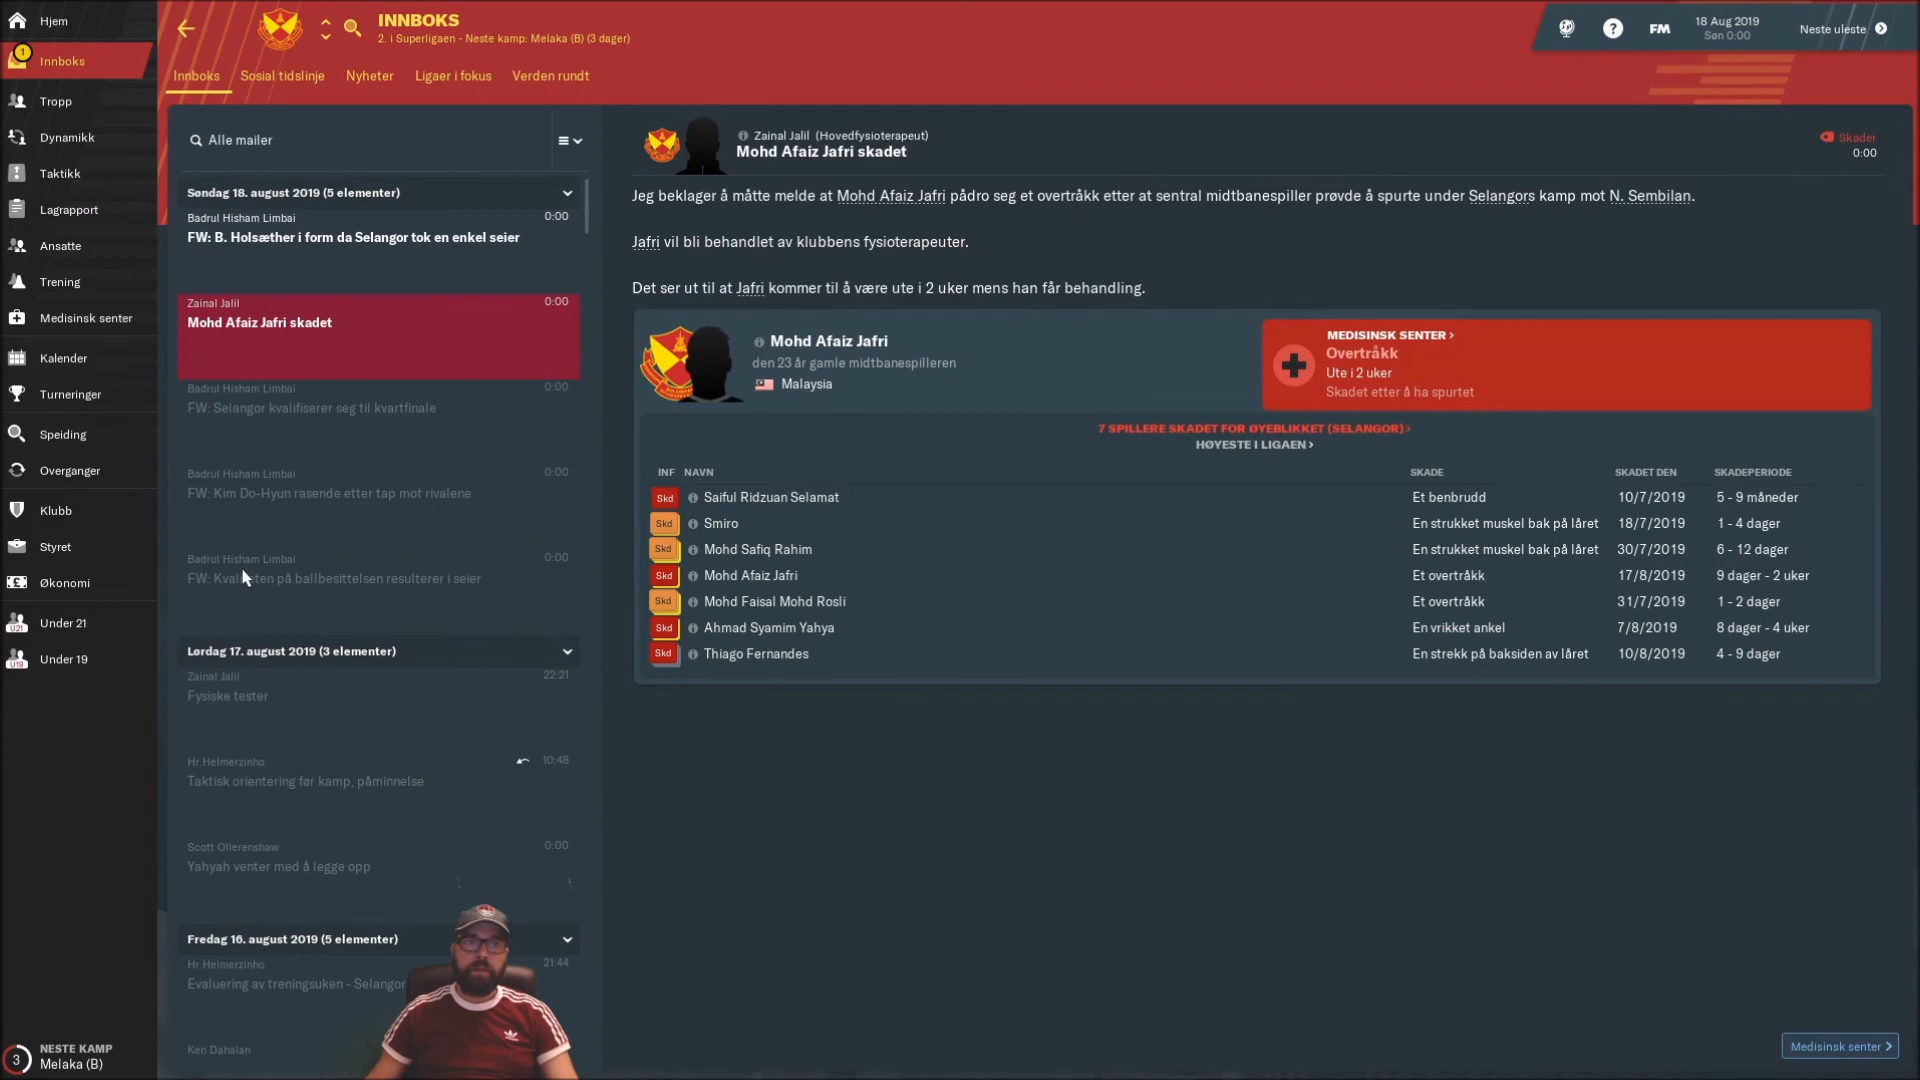 Hjem
1
Innboks
Tropp
Dynamikk
Taktikk
Lagrapport
Ansatte
Trening
Medisinsk senter
Kalender
Turneringer
Speiding
Overganger
Klubb
Styret
Økonomi
U21
Under 21
U19
Under 19
3
NESTE KAMP
Melaka (B)
INNBOKS
2. i Superligaen - Neste kamp: Melaka (B) (3 dager)
?
FM
18 Aug 2019
Søn 0:00
Neste uleste
Innboks
Sosial tidslinje
Nyheter
Ligaer i fokus
Verden rundt
Alle mailer
Søndag 18. august 2019 (5 elementer)
Badrul Hisham Limbai
0:00
FW: B. Holsæther i form da Selangor tok en enkel seier
Zainal Jalil
0:00
Mohd Afaiz Jafri skadet
Badrul Hisham Limbai
0:00
FW: Selangor kvalifiserer seg til kvartfinale
Badrul Hisham Limbai
0:00
FW: Kim Do-Hyun rasende etter tap mot rivalene
Badrul Hisham Limbai
0:00
FW: på ballbesittelsen resulterer i seier
Lørdag 17. august 2019 (3 elementer)
Zainal Jalil
22:21
Fysiske tester
Hr.Helmerzinho
10:48
Taktisk orientering før kamp, påminnelse
Scott Ollerenshaw
0:00
Yahyah venter med å legge opp
Fredag 16. august 2019 (5 elementer)
Hr.Helmerzinho
21:44
Evaluering av treningsuken - Selangor
Ken Dahalan
Zainal Jalil (Hovedfysioterapeut)
Mohd Afaiz Jafri skadet
Skader
0:00
Jeg beklager å måtte melde at Mohd Afaiz Jafri pådro seg et overtråkk etter at sentral midtbanespiller prøvde å spurte under Selangors kamp mot N. Sembilan.
Jafri vil bli behandlet av klubbens fysioterapeuter.
Det ser ut til at Jafri kommer til å være ute i 2 uker mens han får behandling.
Mohd Afaiz Jafri
den 23 år gamle midtbanespilleren
Malaysia
MEDISINSK SENTER
Overtråkk
Ute i 2 uker
Skadet etter å ha spurtet
7 SPILLERE SKADET FOR ØYEBLIKKET (SELANGOR)
HØYESTE I LIGAEN
INF NAVN SKADE SKADET DEN SKADEPERIODE
Skd Saiful Ridzuan Selamat Et benbrudd 10/7/2019 5 - 9 måneder
Skd Smiro En strukket muskel bak på låret 18/7/2019 1 - 4 dager
Skd Mohd Safiq Rahim En strukket muskel bak på låret 30/7/2019 6 - 12 dager
Skd Mohd Afaiz Jafri Et overtråkk 17/8/2019 9 dager - 2 uker
Skd Mohd Faisal Mohd Rosli Et overtråkk 31/7/2019 1 - 2 dager
Skd Ahmad Syamim Yahya En vrikket ankel 7/8/2019 8 dager - 4 uker
Skd Thiago Fernandes En strekk på baksiden av låret 10/8/2019 4 - 9 dager
Medisinsk senter